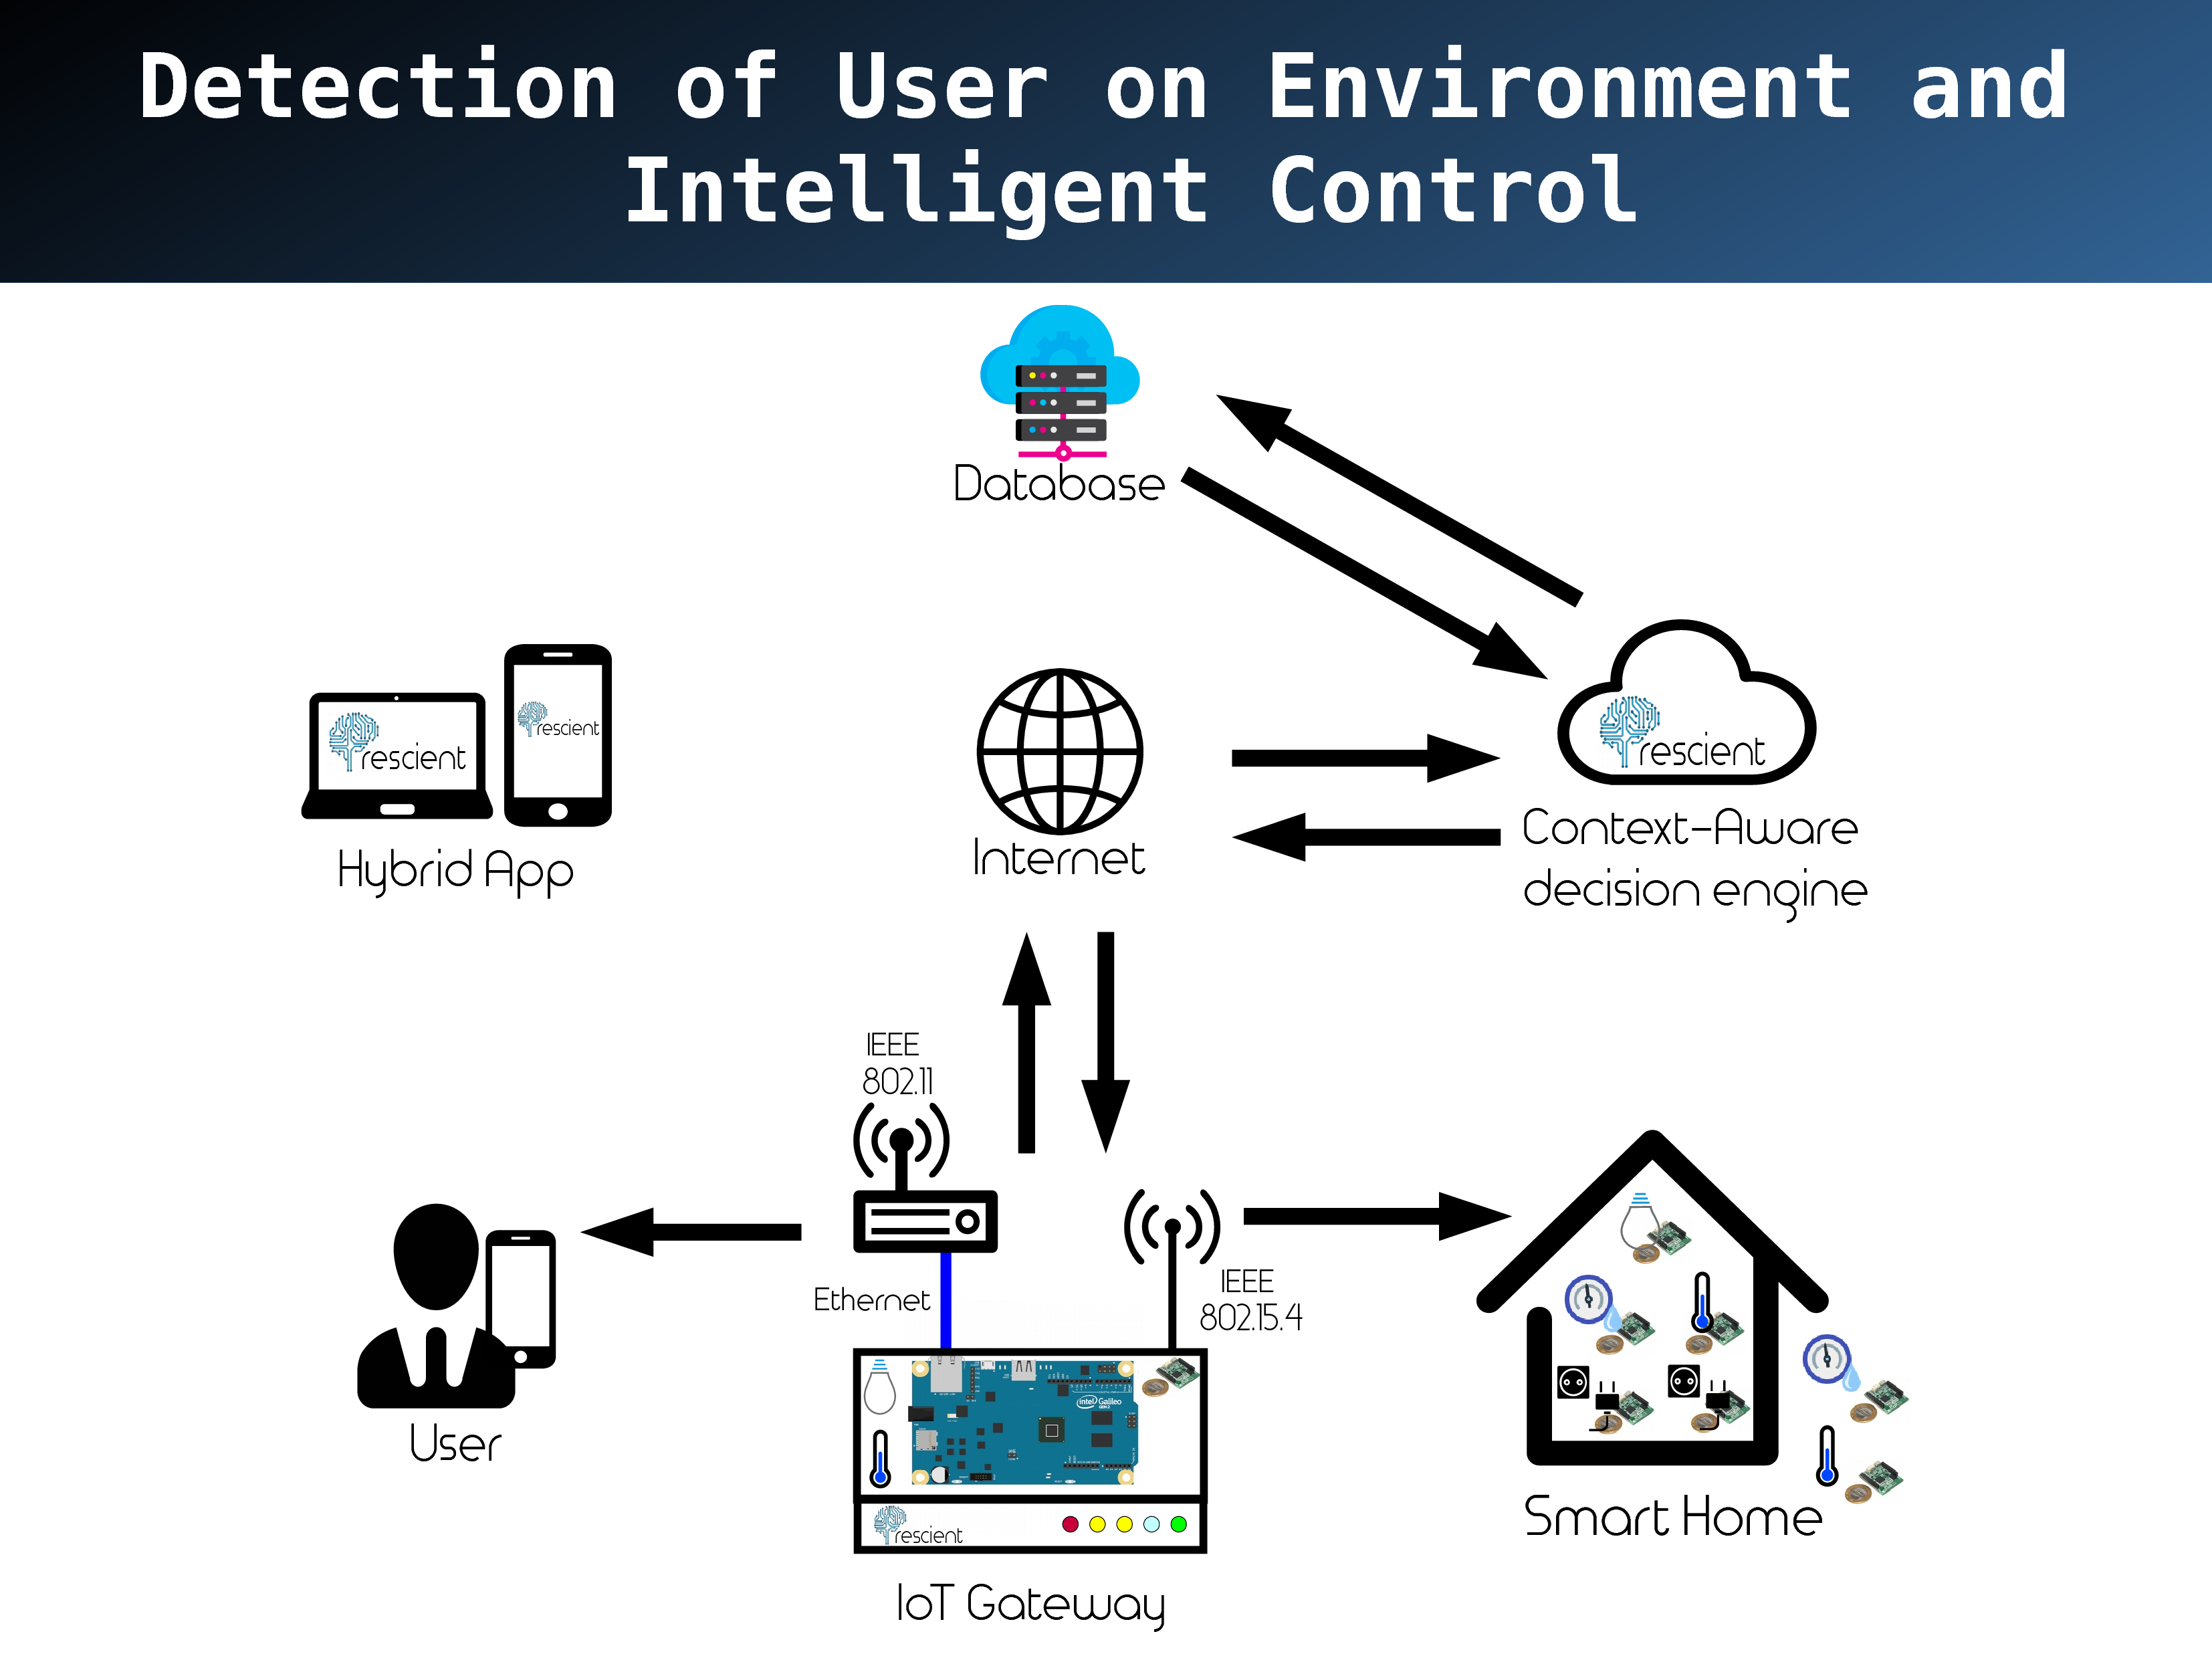 Detection of User on Environment and
Intelligent Control
Database
rescient
rescient
rescient
Hybrid App
Internet
Context-Aware
decision engine
IEEE
802.11
Ethernet
IEEE
802.15.4
intel Galileo
User
rescient
Smart Home
IoT Gateway